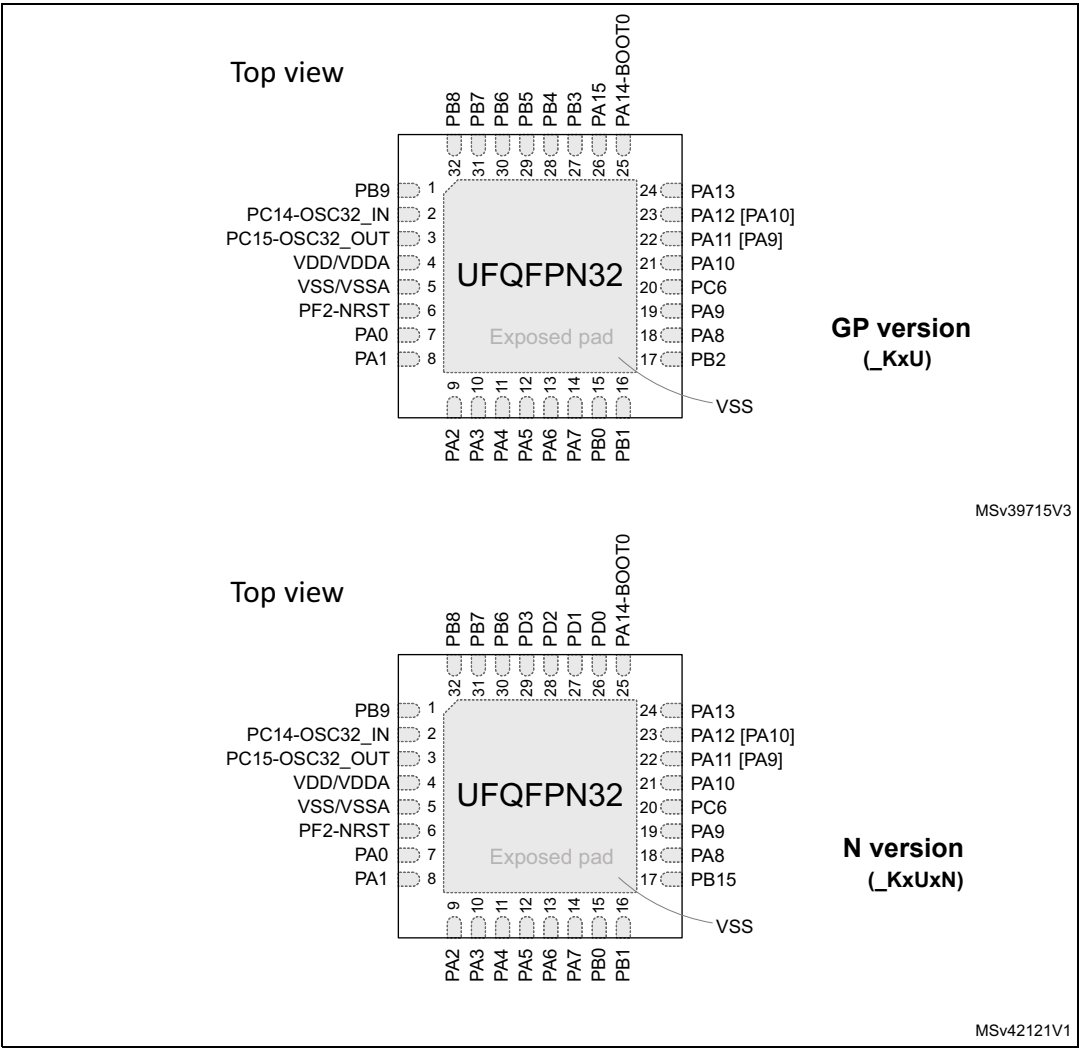 Top view
PB8
PB7
PB6
PB5
PB4
PB3
PA15
PA14-BOOT0
32
31
30
29
28
27
26
25
PB9 1
PC14-OSC32_IN 2
PC15-OSC32_OUT 3
VDD/VDDA 4
VSS/VSSA 5
PF2-NRST 6
PA0 7
PA1 8
UFQFPN32
Exposed pad
24 PA13
23 PA12 [PA10]
22 PA11 [PA9]
21 PA10
20 PC6
19 PA9
18 PA8
17 PB2
VSS
9
10
11
12
13
14
15
16
PA2
PA3
PA4
PA5
PA6
PA7
PB0
PB1
GP version
(_KxU)
MSv39715V3
Top view
PB8
PB7
PB6
PD3
PD2
PD1
PD0
PA14-BOOT0
32
31
30
29
28
27
26
25
PB9 1
PC14-OSC32_IN 2
PC15-OSC32_OUT 3
VDD/VDDA 4
VSS/VSSA 5
PF2-NRST 6
PA0 7
PA1 8
UFQFPN32
Exposed pad
24 PA13
23 PA12 [PA10]
22 PA11 [PA9]
21 PA10
20 PC6
19 PA9
18 PA8
17 PB15
VSS
9
10
11
12
13
14
15
16
PA2
PA3
PA4
PA5
PA6
PA7
PB0
PB1
N version
(_KxUxN)
MSv42121V1